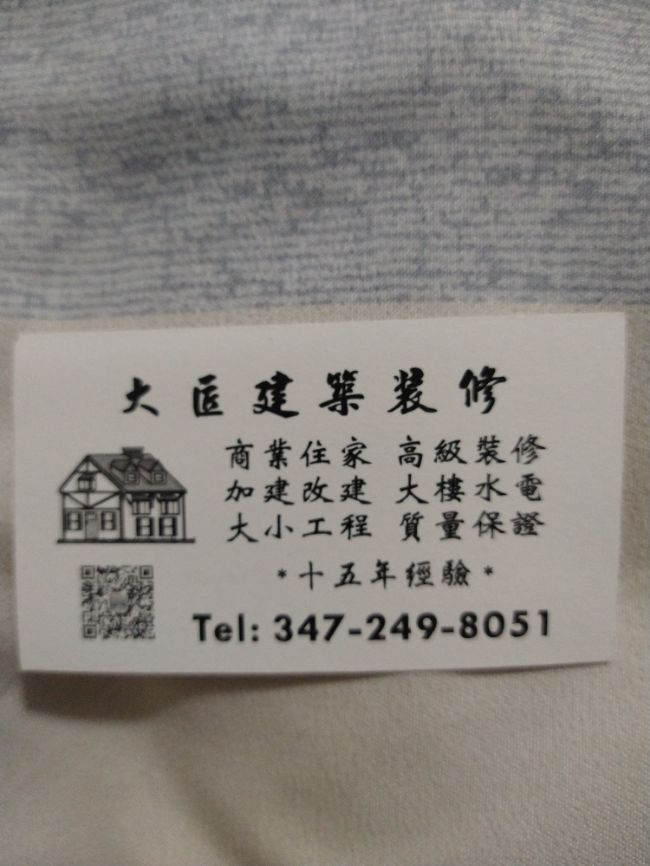 大匠建築裝修
商業住家 高級裝修
加建改建 大樓水電
大小工程 質量保證
*十五年經驗*
Tel: 347-249-8051